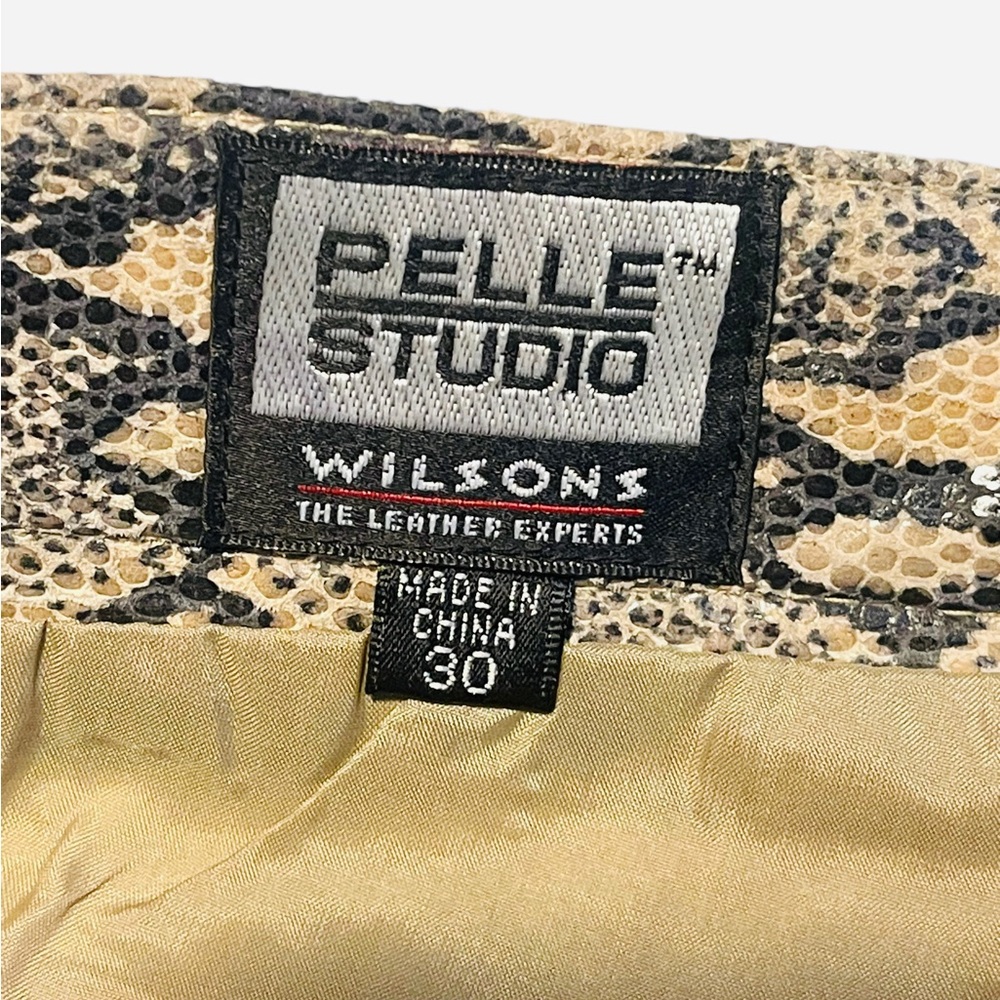 PELLE™
STUDIO
WILSONS
THE LEATHER EXPERTS
MADE IN
CHINA
30